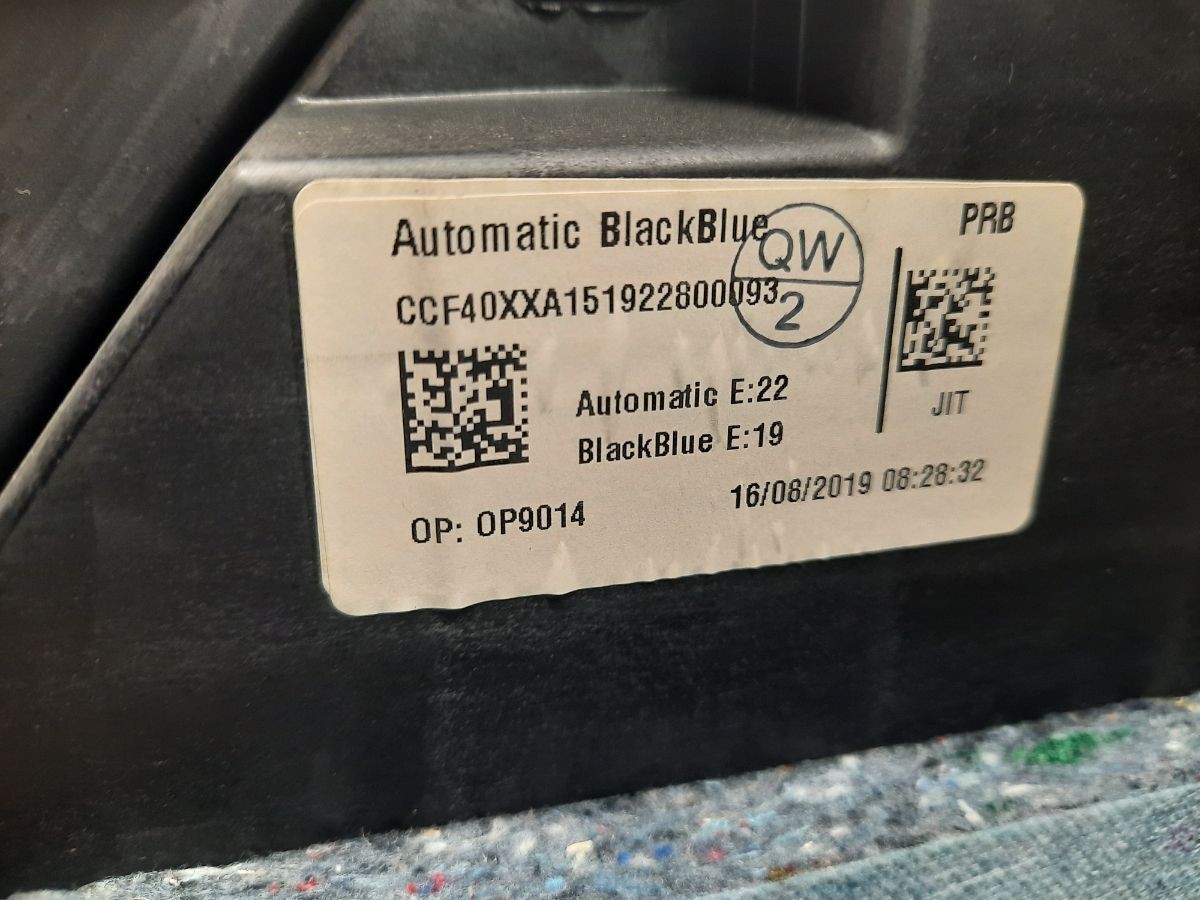 Automatic BlackBlue
PRB
QW
2
CCF40XXA151922800093
JIT
Automatic E:22
BlackBlue E:19
16/08/2019 08:28:32
OP: OP9014